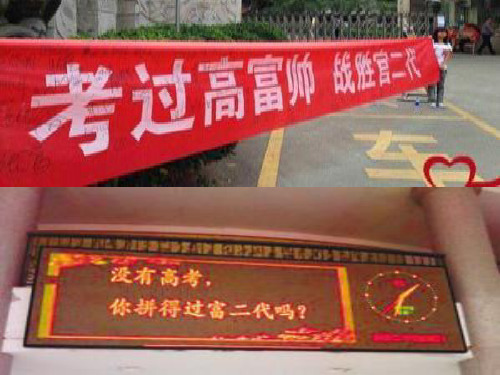 考过高富帅 战胜官二代
车
没有高考,
你拼得过富二代吗?